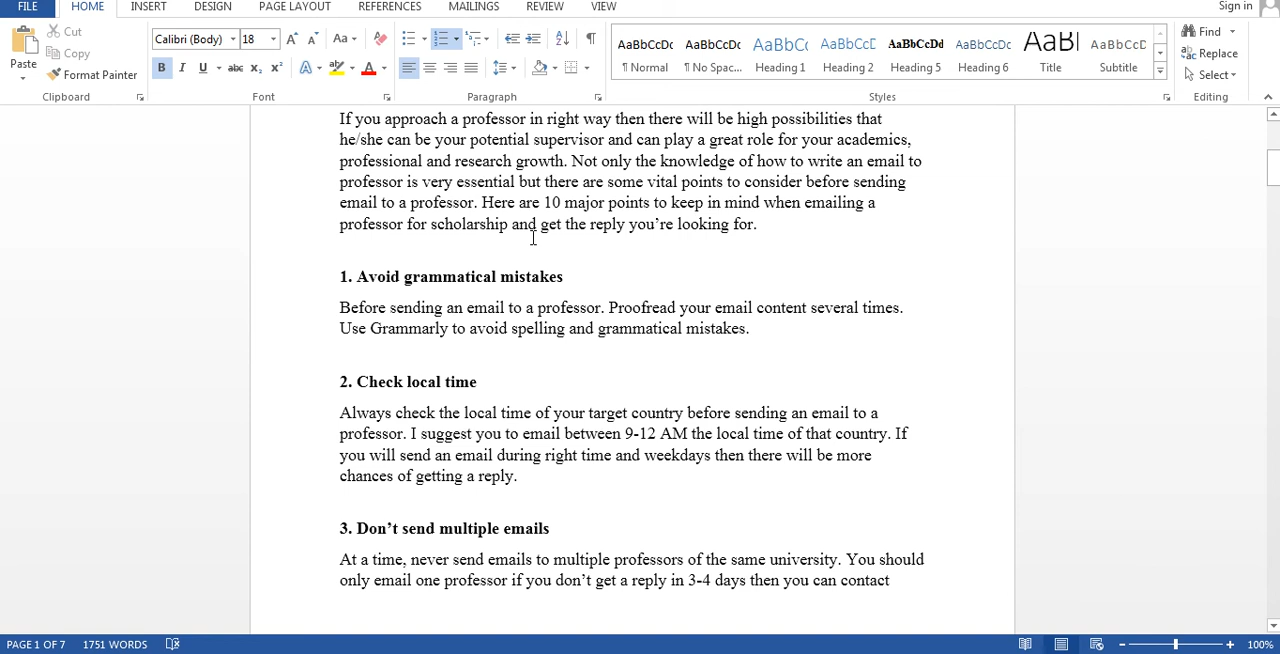 FILE HOME INSERT DESIGN PAGE LAYOUT REFERENCES MAILINGS REVIEW VIEW Sign in
Cut
Copy
Paste
Format Painter
Clipboard
Calibri (Body) 18
Font
Paragraph
AaBbCcDc AaBbCcDc AaBbCc AaBbCcC AaBbCcDd AaBbCcDc AaBl AaBbCcC
¶ Normal ¶ No Spac... Heading 1 Heading 2 Heading 5 Heading 6 Title Subtitle
Styles
Find
Replace
Select
Editing
If you approach a professor in right way then there will be high possibilities that
he/she can be your potential supervisor and can play a great role for your academics,
professional and research growth. Not only the knowledge of how to write an email to
professor is very essential but there are some vital points to consider before sending
email to a professor. Here are 10 major points to keep in mind when emailing a
professor for scholarship and get the reply you’re looking for.
1. Avoid grammatical mistakes
Before sending an email to a professor. Proofread your email content several times.
Use Grammarly to avoid spelling and grammatical mistakes.
2. Check local time
Always check the local time of your target country before sending an email to a
professor. I suggest you to email between 9-12 AM the local time of that country. If
you will send an email during right time and weekdays then there will be more
chances of getting a reply.
3. Don’t send multiple emails
At a time, never send emails to multiple professors of the same university. You should
only email one professor if you don’t get a reply in 3-4 days then you can contact
PAGE 1 OF 7 1751 WORDS 100%